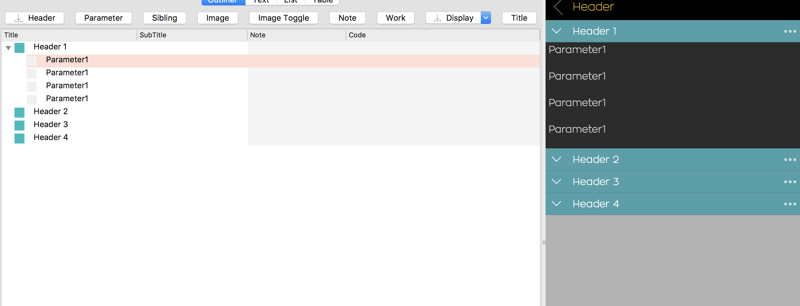 Outliner Text List Table
Header Parameter Sibling Image Image Toggle Note Work Display Title
Title SubTitle Note Code
Header 1
Parameter1
Parameter1
Parameter1
Parameter1
Header 2
Header 3
Header 4
Header
Header 1
Parameter1
Parameter1
Parameter1
Parameter1
Header 2
Header 3
Header 4